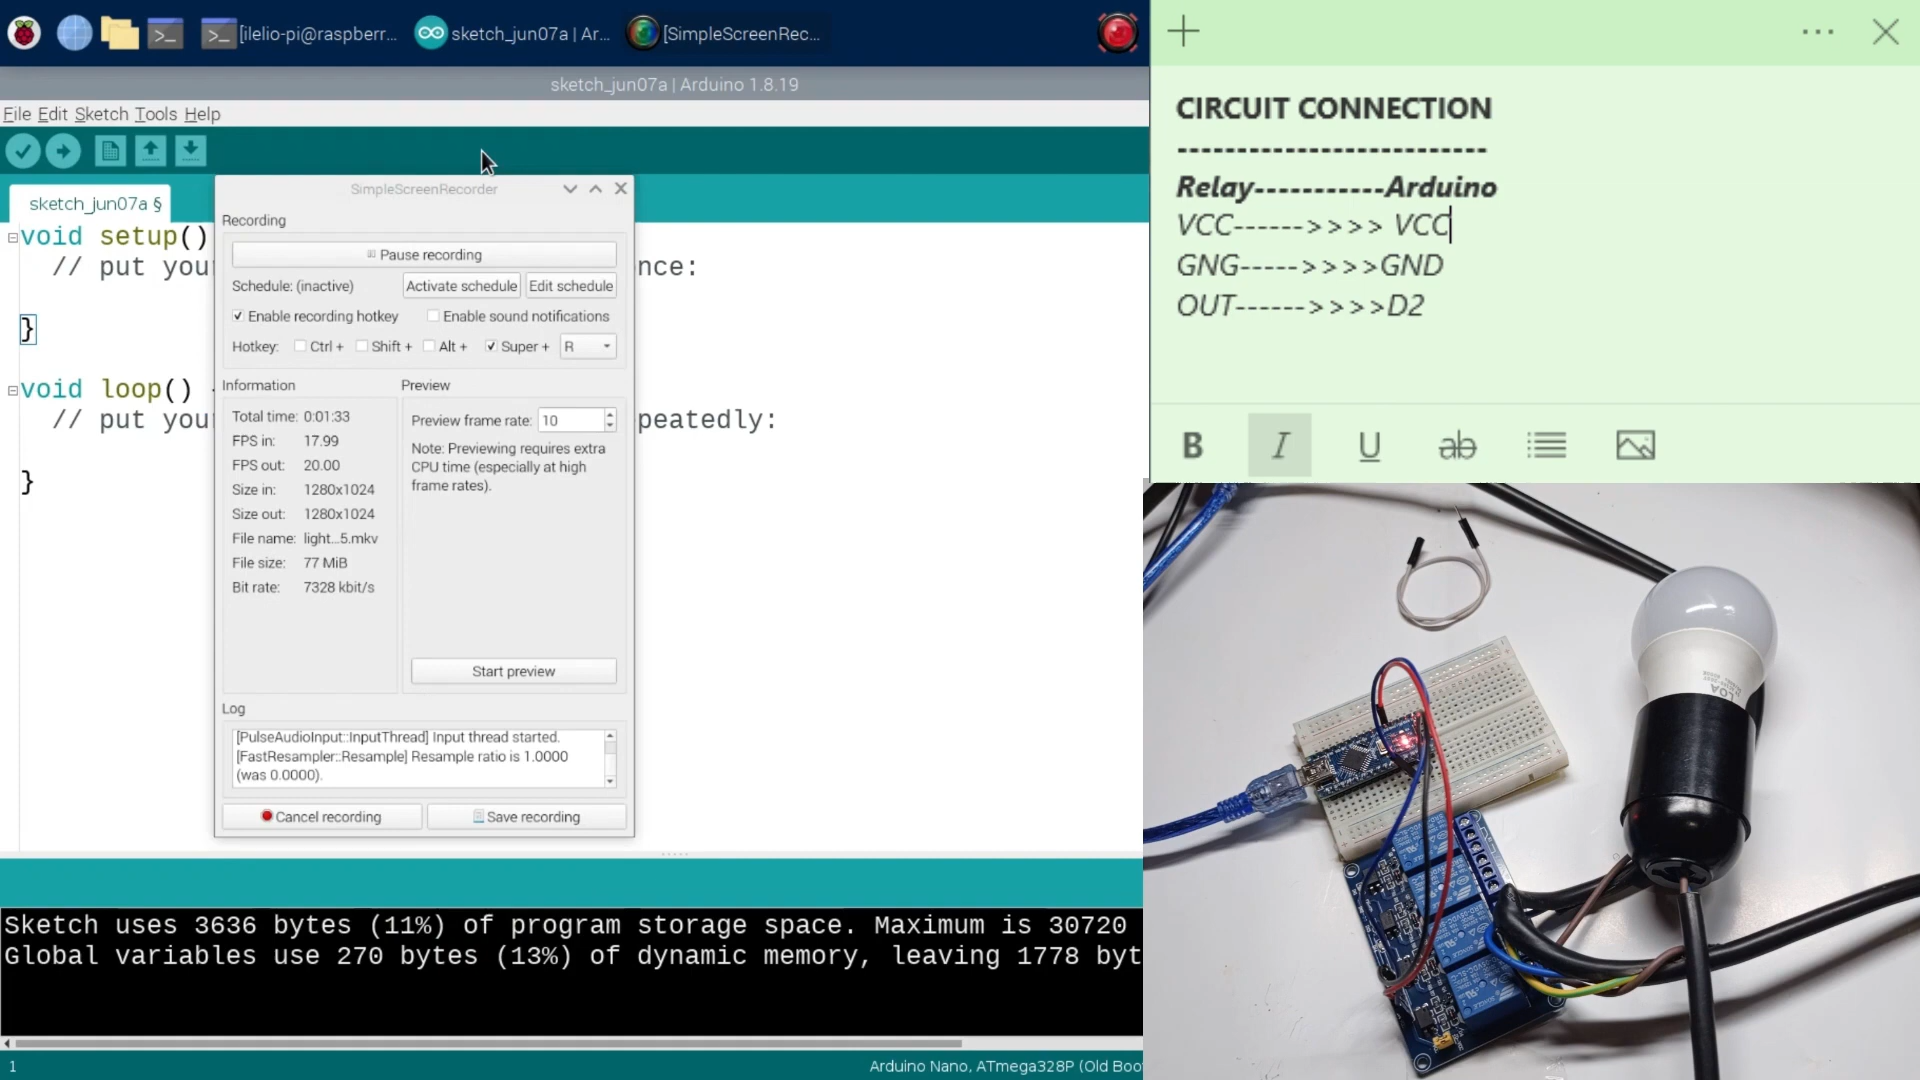 [ilelio-pi@raspberr...
sketch_jun07a | Ar...
[SimpleScreenRec...
sketch_jun07a | Arduino 1.8.19
File Edit Sketch Tools Help
sketch_jun07a §
SimpleScreenRecorder
Recording
Pause recording
Schedule: (inactive) Activate schedule Edit schedule
Enable recording hotkey Enable sound notifications
Hotkey: Ctrl + Shift + Alt + Super + R
Information
Total time: 0:01:33
FPS in: 17.99
FPS out: 20.00
Size in: 1280x1024
Size out: 1280x1024
File name: light...5.mkv
File size: 77 MiB
Bit rate: 7328 kbit/s
Preview
Preview frame rate: 10
Note: Previewing requires extra
CPU time (especially at high
frame rates).
Start preview
Log
[PulseAudioInput::InputThread] Input thread started.
[FastResampler::Resample] Resample ratio is 1.0000
(was 0.0000).
Cancel recording Save recording
void setup()
// put you nce:
}
void loop()
// put you peatedly:
}
Sketch uses 3636 bytes (11%) of program storage space. Maximum is 30720
Global variables use 270 bytes (13%) of dynamic memory, leaving 1778 byt
1
Arduino Nano, ATmega328P (Old Boo
CIRCUIT CONNECTION
--------------------------
Relay-----------Arduino
VCC------>>>> VCC
GNG----->>>>GND
OUT------>>>>D2
B I U ab
LOA